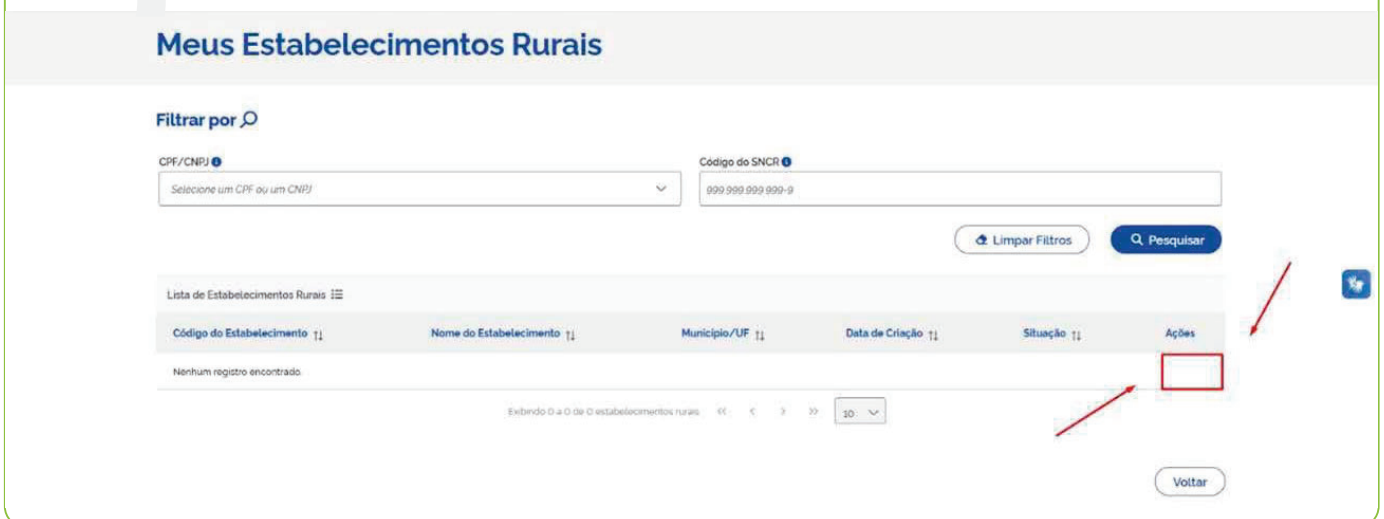 Meus Estabelecimentos Rurais
Filtrar por
CPF/CNPJ
Código do SNCR
Selecione um CPF ou um CNPJ
999.999.999.999-9
Limpar Filtros
Pesquisar
Lista de Estabelecimentos Rurais
Código do Estabelecimento Nome do Estabelecimento Município/UF Data de Criação Situação Ações
Nenhum registro encontrado.
Exibindo 0 a 0 de 0 estabelecimentos rurais « ‹ › » 10
Voltar